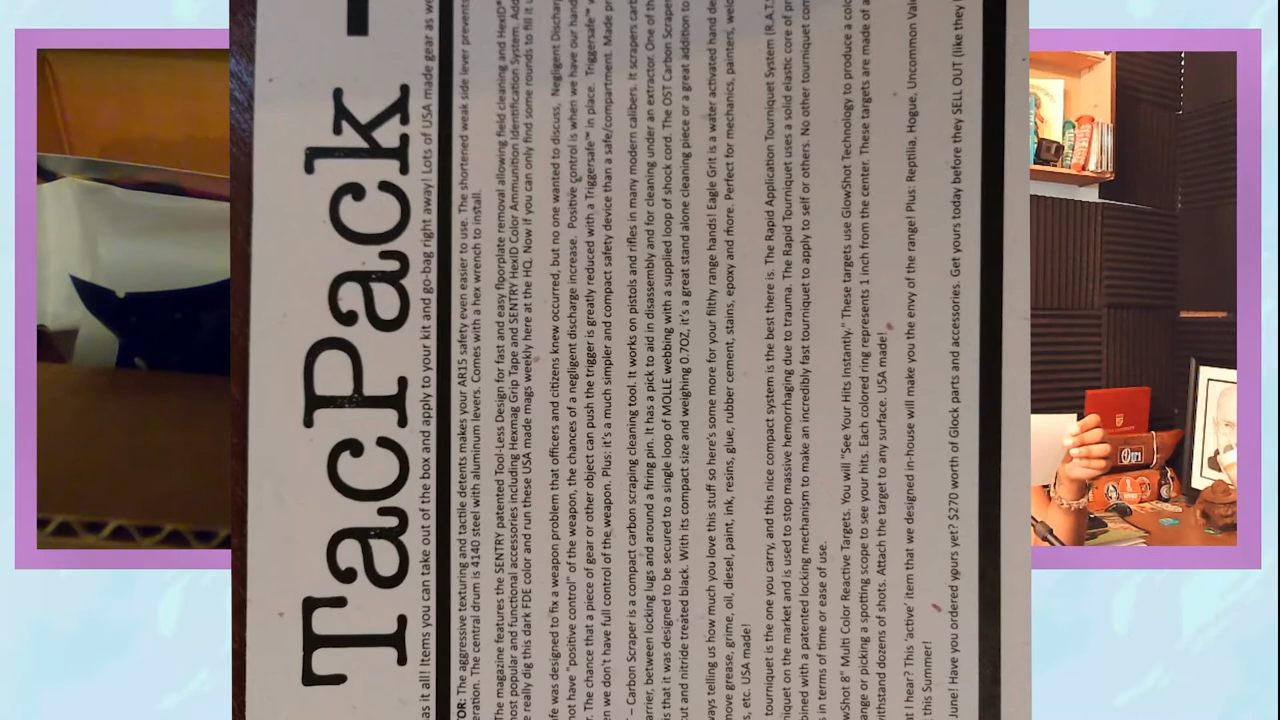 TacPack –
as it all! Items you can take out of the box and apply to your kit and go-bag right away! Lots of USA made gear as we
TOR: The aggressive texturing and tactile detents makes your AR15 safety even easier to use. The shortened weak side lever prevents
eration. The central drum is 4140 steel with aluminum levers. Comes with a hex wrench to install.
The magazine features the SENTRY patented Tool-Less Design for fast and easy floorplate removal allowing field cleaning and HexID®
most popular and functional accessories including Hexmag Grip Tape and SENTRY HexID Color Ammunition Identification System. Add
e really dig this dark FDE color and run these USA made mags weekly here at the HQ. Now if you can only find some rounds to fill it u
afe was designed to fix a weapon problem that officers and citizens knew occurred, but no one wanted to discuss, Negligent Discharg
not have "positive control" of the weapon, the chances of a negligent discharge increase. Positive control is when we have our hand
r. The chance that a piece of gear or other object can push the trigger is greatly reduced with a Triggersafe™ in place. Triggersafe™ w
en we don't have full control of the weapon. Plus: it's a much simpler and compact safety device than a safe/compartment. Made pr
– Carbon Scraper is a compact carbon scraping cleaning tool. It works on pistols and rifles in many modern calibers. It scrapers carb
arrier, between locking lugs and around a firing pin. It has a pick to aid in disassembly and for cleaning under an extractor. One of th
is that it was designed to be secured to a single loop of MOLLE webbing with a supplied loop of shock cord. The OST Carbon Scraper
cut and nitride treated black. With its compact size and weighing 0.7OZ, it's a great stand alone cleaning piece or a great addition to
ways telling us how much you love this stuff so here's some more for your filthy range hands! Eagle Grit is a water activated hand de
move grease, grime, oil, diesel, paint, ink, resins, glue, rubber cement, stains, epoxy and more. Perfect for mechanics, painters, weld
s, etc. USA made!
tourniquet is the one you carry, and this nice compact system is the best there is. The Rapid Application Tourniquet System (R.A.T.S
niquet on the market and is used to stop massive hemorrhaging due to trauma. The Rapid Tourniquet uses a solid elastic core of pr
bined with a patented locking mechanism to make an incredibly fast tourniquet to apply to self or others. No other tourniquet com
s in terms of time or ease of use.
wShot 8" Multi Color Reactive Targets. You will "See Your Hits Instantly." These targets use GlowShot Technology to produce a colo
ange or picking a spotting scope to see your hits. Each colored ring represents 1 inch from the center. These targets are made of a
withstand dozens of shots. Attach the target to any surface. USA made!
at I hear? This 'active' item that we designed in-house will make you the envy of the range! Plus: Reptilia, Hogue, Uncommon Val
this Summer!
June! Have you ordered yours yet? $270 worth of Glock parts and accessories. Get yours today before they SELL OUT (like they